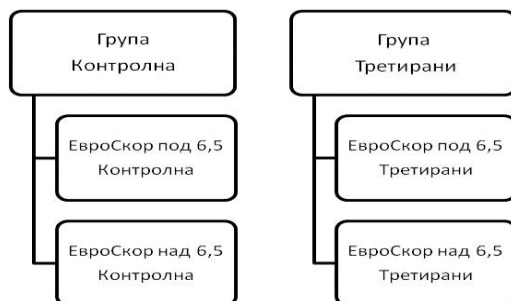 Група
Контролна
ЕвроСкор под 6,5
Контролна
ЕвроСкор над 6,5
Контролна
Група
Третирани
ЕвроСкор под 6,5
Третирани
ЕвроСкор над 6,5
Третирани